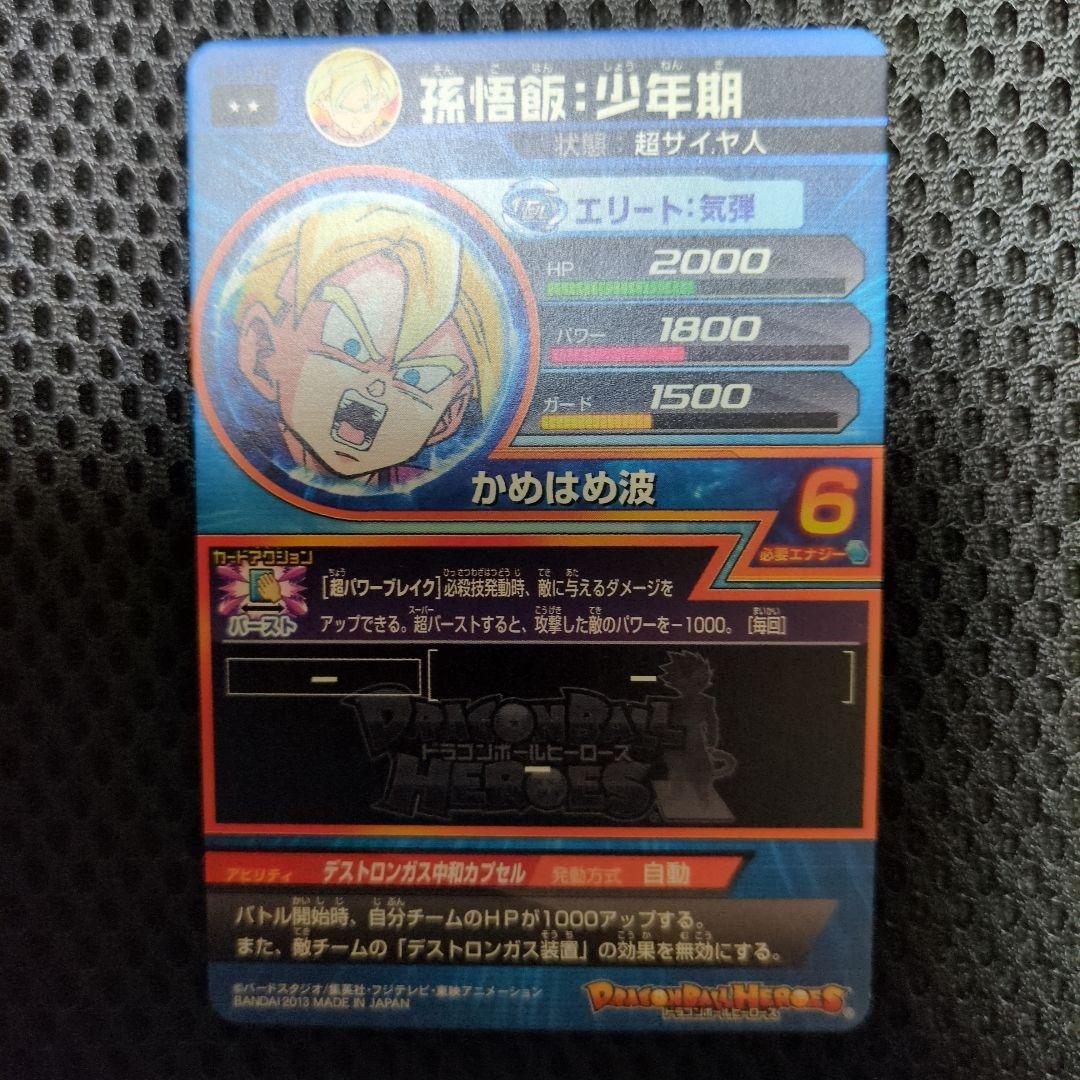 孫悟飯:少年期
状態:超サイヤ人
エリート:気弾
HP 2000
パワー 1800
ガード 1500
かめはめ波
6
必要エナジー
カードアクション
バースト
[超パワーブレイク]必殺技発動時、敵に与えるダメージを
アップできる。超バーストすると、攻撃した敵のパワーを−1000。[毎回]
ー
ー
DRAGONBALL
ドラゴンボールヒーローズ
HEROES
ー
アビリティ デストロンガス中和カプセル 発動方式 自動
バトル開始時、自分チームのHPが1000アップする。
また、敵チームの「デストロンガス装置」の効果を無効にする。
©バードスタジオ/集英社・フジテレビ・東映アニメーション
BANDAI 2013 MADE IN JAPAN
DRAGONBALL HEROES
ドラゴンボールヒーローズ